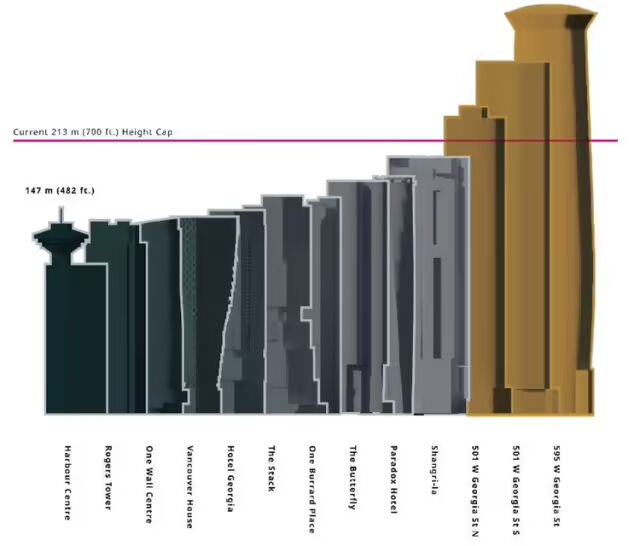 Current 213 m (700 ft.) Height Cap
147 m (482 ft.)
Harbour Centre
Rogers Tower
One Wall Centre
Vancouver House
Hotel Georgia
The Stack
One Burrard Place
The Butterfly
Paradox Hotel
Shangri-la
501 W Georgia St N
501 W Georgia St S
595 W Georgia St